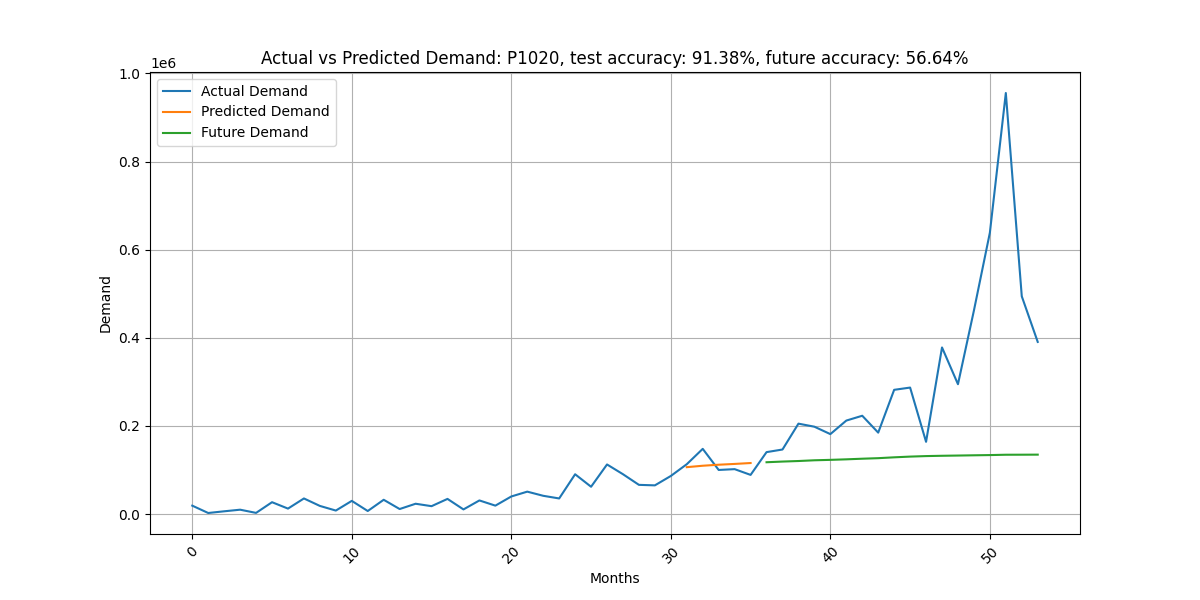 Actual vs Predicted Demand: P1020, test accuracy: 91.38%, future accuracy: 56.64%
1e6
1.0
0.8
0.6
0.4
0.2
0.0
Demand
Actual Demand
Predicted Demand
Future Demand
0
10
20
30
40
50
Months